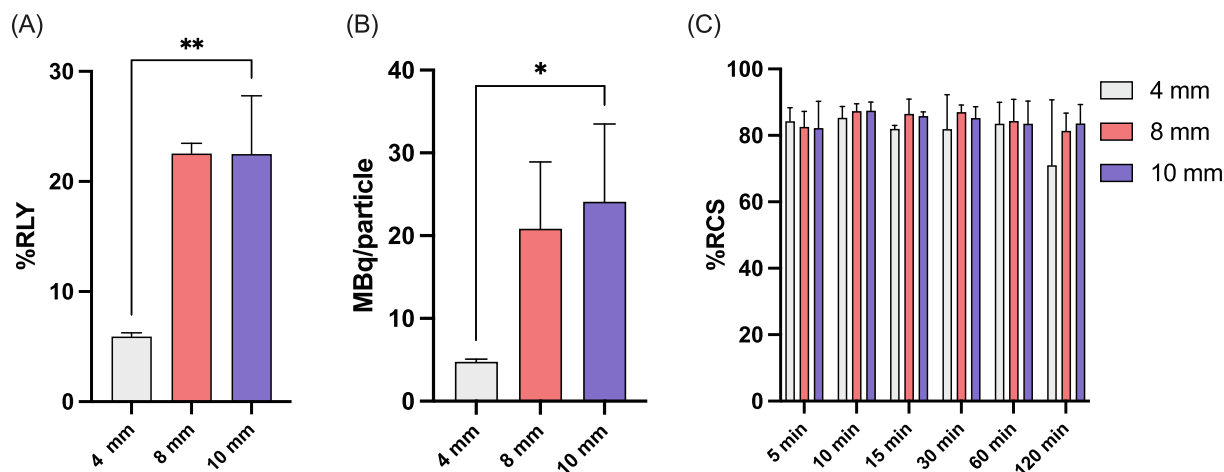 (A)
**
%RLY
30
20
10
0
4 mm
8 mm
10 mm
(B)
*
MBq/particle
40
30
20
10
0
4 mm
8 mm
10 mm
(C)
%RCS
100
80
60
40
20
0
5 min
10 min
15 min
30 min
60 min
120 min
4 mm
8 mm
10 mm